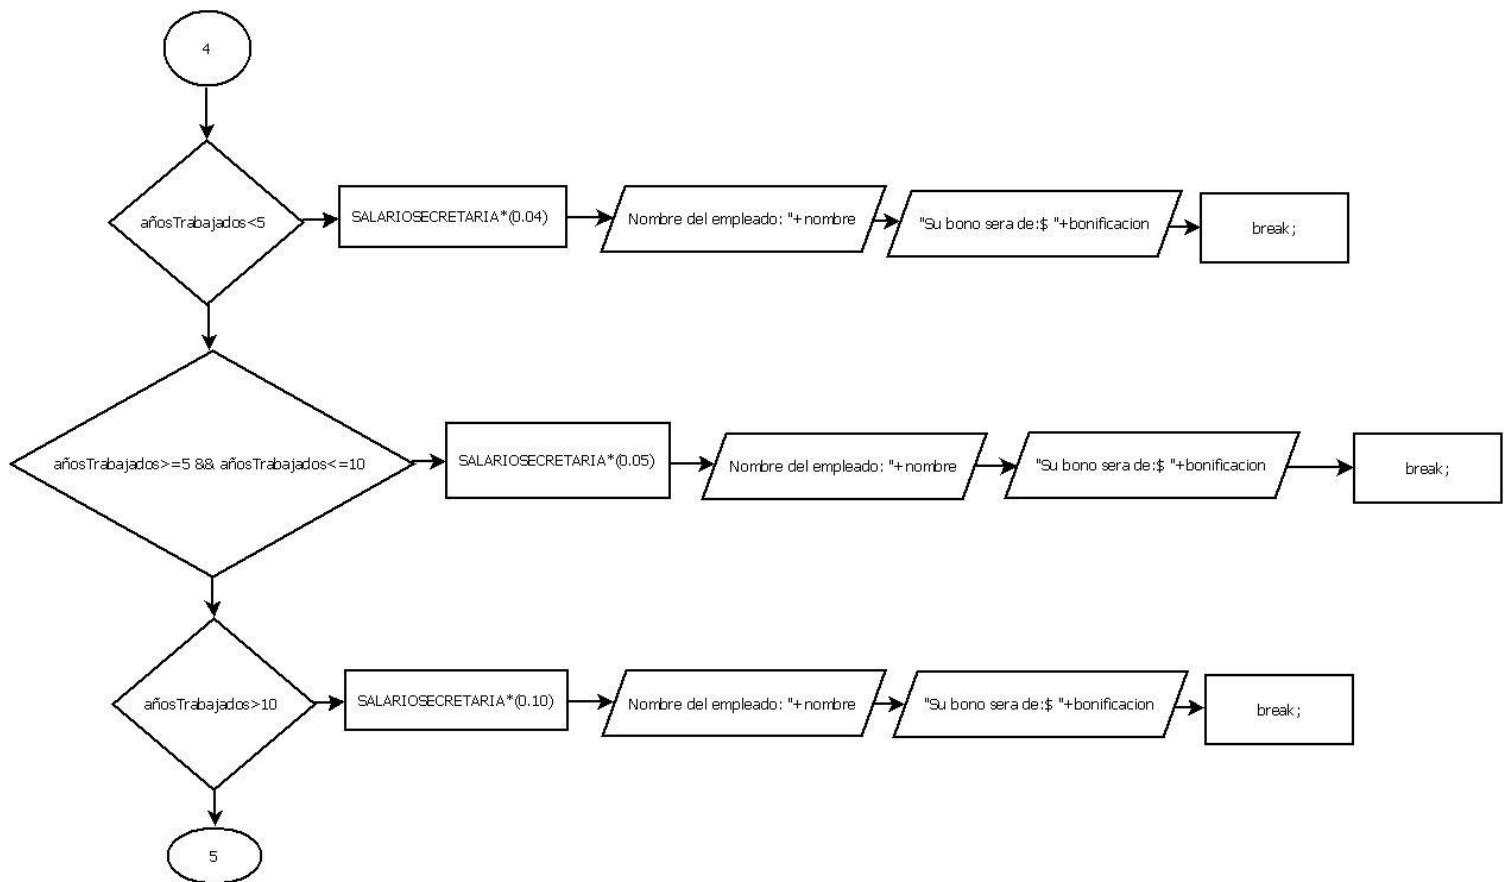 4
añosTrabajados<5
SALARIOSECRETARIA*(0.04)
Nombre del empleado: "+nombre
"Su bono sera de:$ "+bonificacion
break;
añosTrabajados>=5 && añosTrabajados<=10
SALARIOSECRETARIA*(0.05)
Nombre del empleado: "+nombre
"Su bono sera de:$ "+bonificacion
break;
añosTrabajados>10
SALARIOSECRETARIA*(0.10)
Nombre del empleado: "+nombre
"Su bono sera de:$ "+bonificacion
break;
5